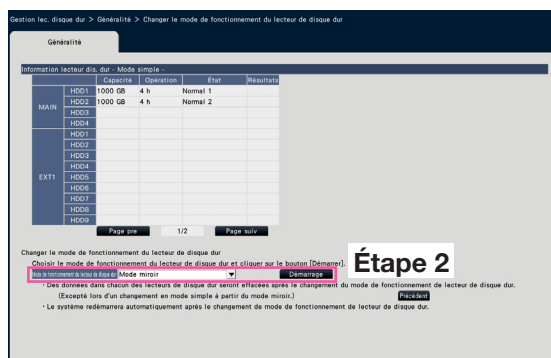 Gestion lec. disque dur > Généralité > Changer le mode de fonctionnement du lecteur de disque dur
Généralité
Information lecteur dis. dur - Mode simple -
Capacité Opération État Résultats
MAIN
HDD1 1000 GB 4 h Normal 1
HDD2 1000 GB 4 h Normal 2
HDD3
HDD4
EXT1
HDD1
HDD2
HDD3
HDD4
HDD5
HDD6
HDD7
HDD8
HDD9
Page pre 1/2 Page suiv
Changer le mode de fonctionnement du lecteur de disque dur
Choisir le mode de fonctionnement du lecteur de disque dur et cliquer sur le bouton [Démarrer].
Étape 2
Mode de fonctionnement du lecteur de disque dur Mode miroir Démarrage
・Des données dans chacun des lecteurs de disque dur seront effacées après le changement du mode de fonctionnement de lecteur de disque dur.
(Excepté lors d'un changement en mode simple à partir du mode miroir.) Précédent
・Le système redémarrera automatiquement après le changement de mode de fonctionnement de lecteur de disque dur.